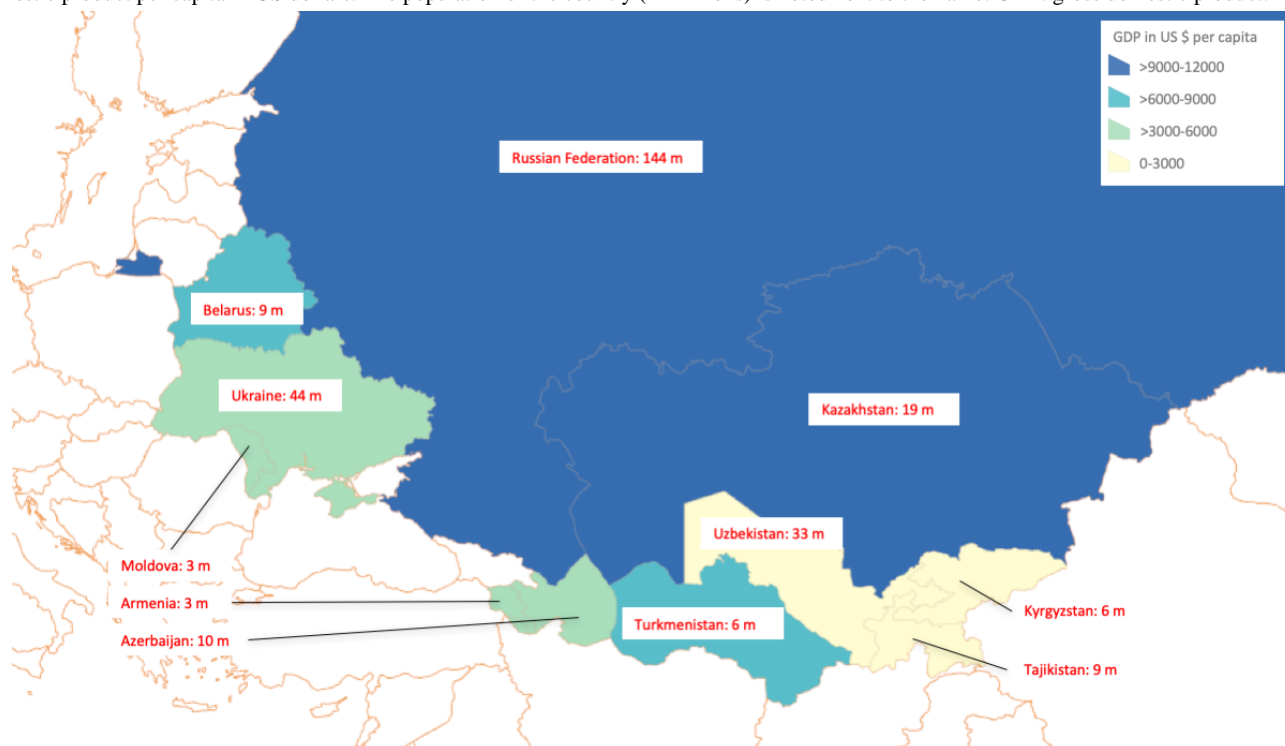 GDP in US $ per capita
>9000-12000
>6000-9000
>3000-6000
0-3000
Russian Federation: 144 m
Belarus: 9 m
Ukraine: 44 m
Kazakhstan: 19 m
Uzbekistan: 33 m
Moldova: 3 m
Armenia: 3 m
Azerbaijan: 10 m
Turkmenistan: 6 m
Kyrgyzstan: 6 m
Tajikistan: 9 m